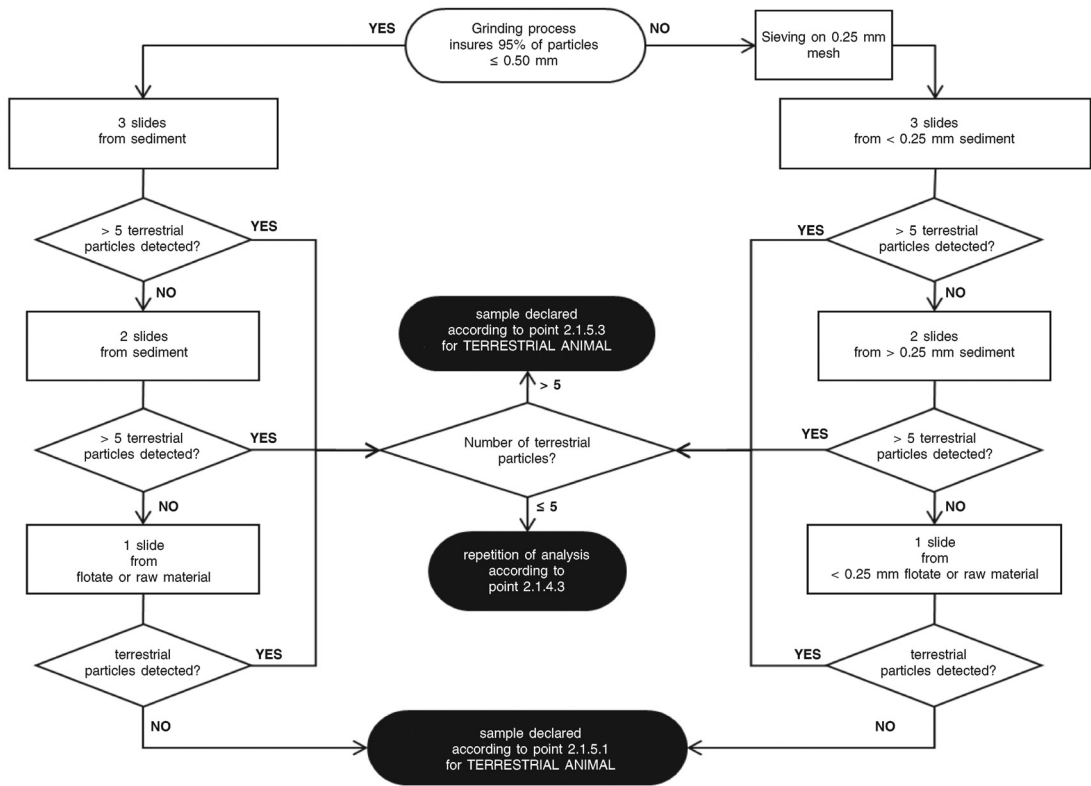 YES
Grinding process
insures 95% of particles
≤ 0.50 mm
NO
Sieving on 0.25 mm
mesh
3 slides
from sediment
3 slides
from < 0.25 mm sediment
> 5 terrestrial
particles detected?
YES
NO
YES
> 5 terrestrial
particles detected?
NO
2 slides
from sediment
sample declared
according to point 2.1.5.3
for TERRESTRIAL ANIMAL
> 5
2 slides
from > 0.25 mm sediment
> 5 terrestrial
particles detected?
YES
NO
Number of terrestrial
particles?
≤ 5
YES
> 5 terrestrial
particles detected?
NO
1 slide
from
flotate or raw material
repetition of analysis
according to
point 2.1.4.3
1 slide
from
< 0.25 mm flotate or raw material
terrestrial
particles detected?
YES
NO
YES
terrestrial
particles detected?
NO
sample declared
according to point 2.1.5.1
for TERRESTRIAL ANIMAL